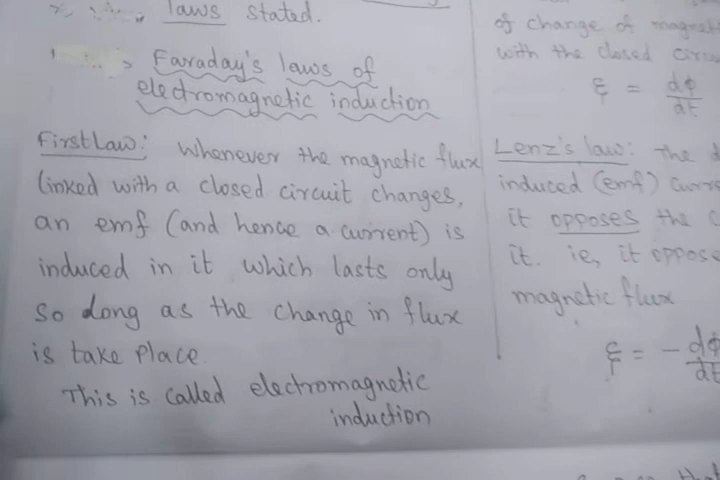 laws stated.
Faraday's laws of
electromagnetic induction
First Law: Whenever the magnetic flux
linked with a closed circuit changes,
an emf (and hence a current) is
induced in it which lasts only
so long as the change in flux
is take place.
This is called electromagnetic
induction
of change of
with the closed
ξ = dϕ/dt
Lenz's law: The
induced (emf)
it opposes the
it. ie, it
magnetic flux
ξ = - dϕ/dt